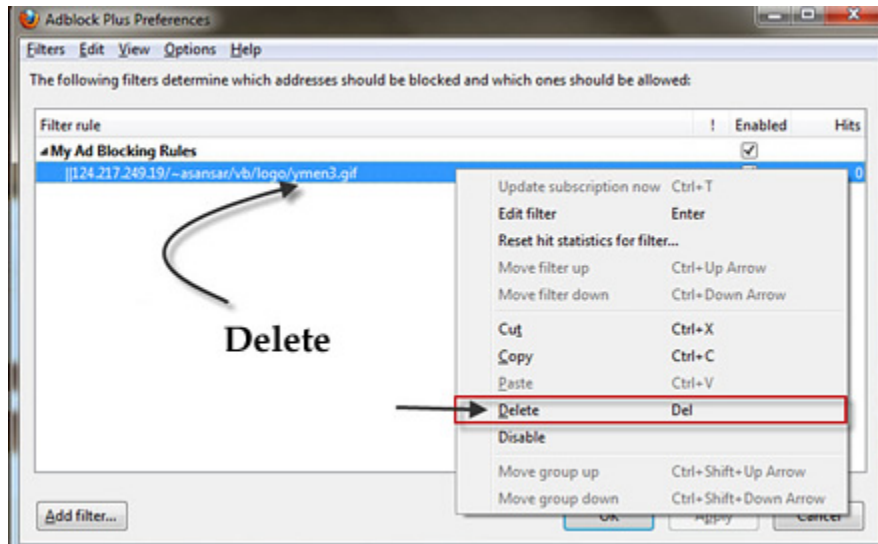 Adblock Plus Preferences
Filters Edit View Options Help
The following filters determine which addresses should be blocked and which ones should be allowed:
Filter rule ! Enabled Hits
My Ad Blocking Rules
||124.217.249.19/~asansar/vb/logo/ymen3.gif 0
Update subscription now Ctrl+T
Edit filter Enter
Reset hit statistics for filter...
Move filter up Ctrl+Up Arrow
Move filter down Ctrl+Down Arrow
Cut Ctrl+X
Copy Ctrl+C
Paste Ctrl+V
Delete Del
Disable
Move group up Ctrl+Shift+Up Arrow
Move group down Ctrl+Shift+Down Arrow
Delete
Add filter... OK Apply Cancel